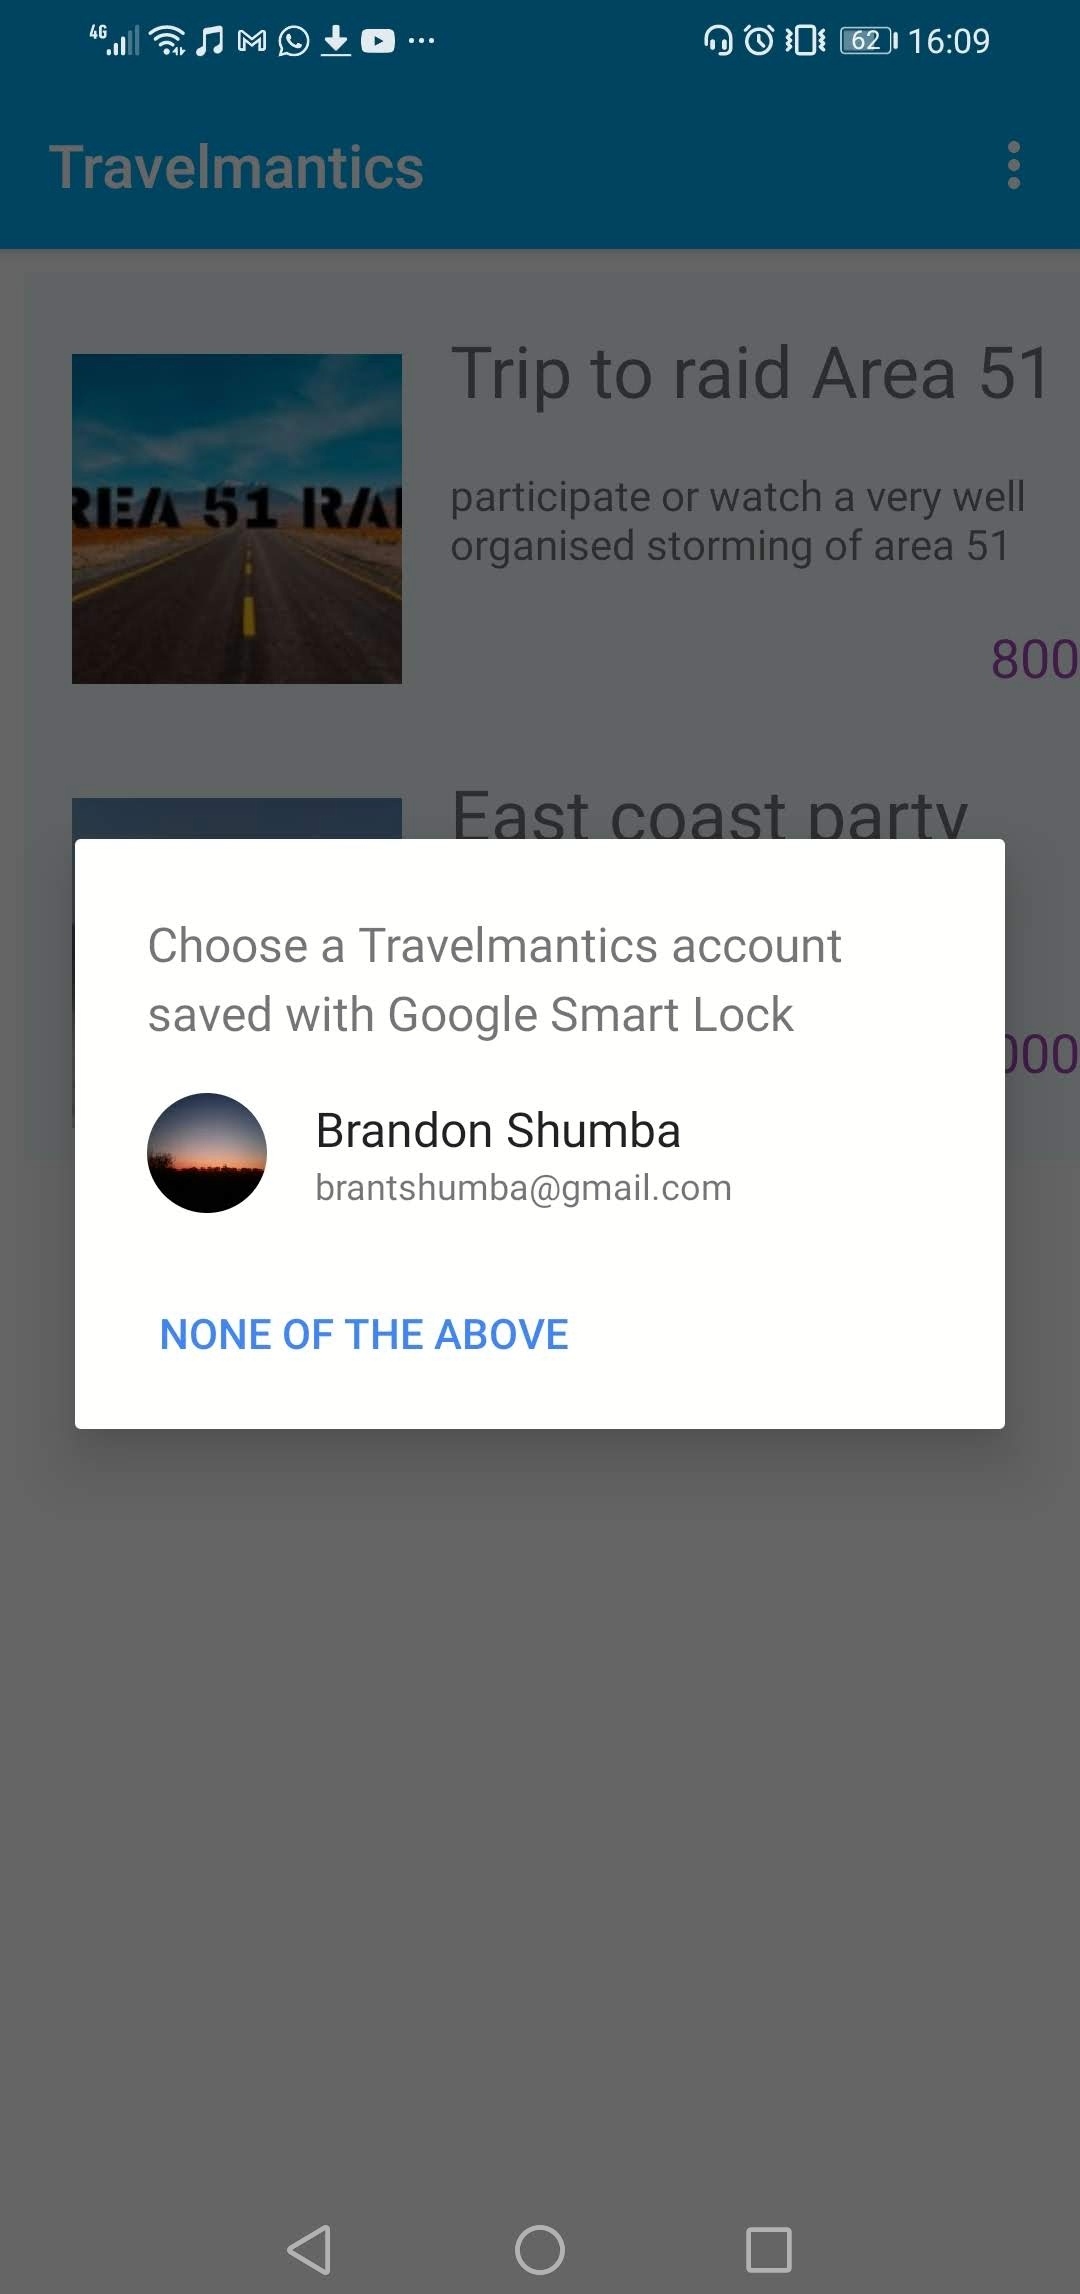 4G 62 16:09
Travelmantics
Trip to raid Area 51
REA 51 RAI
participate or watch a very well
organised storming of area 51
800
East coast party
000
Choose a Travelmantics account
saved with Google Smart Lock
Brandon Shumba
brantshumba@gmail.com
NONE OF THE ABOVE